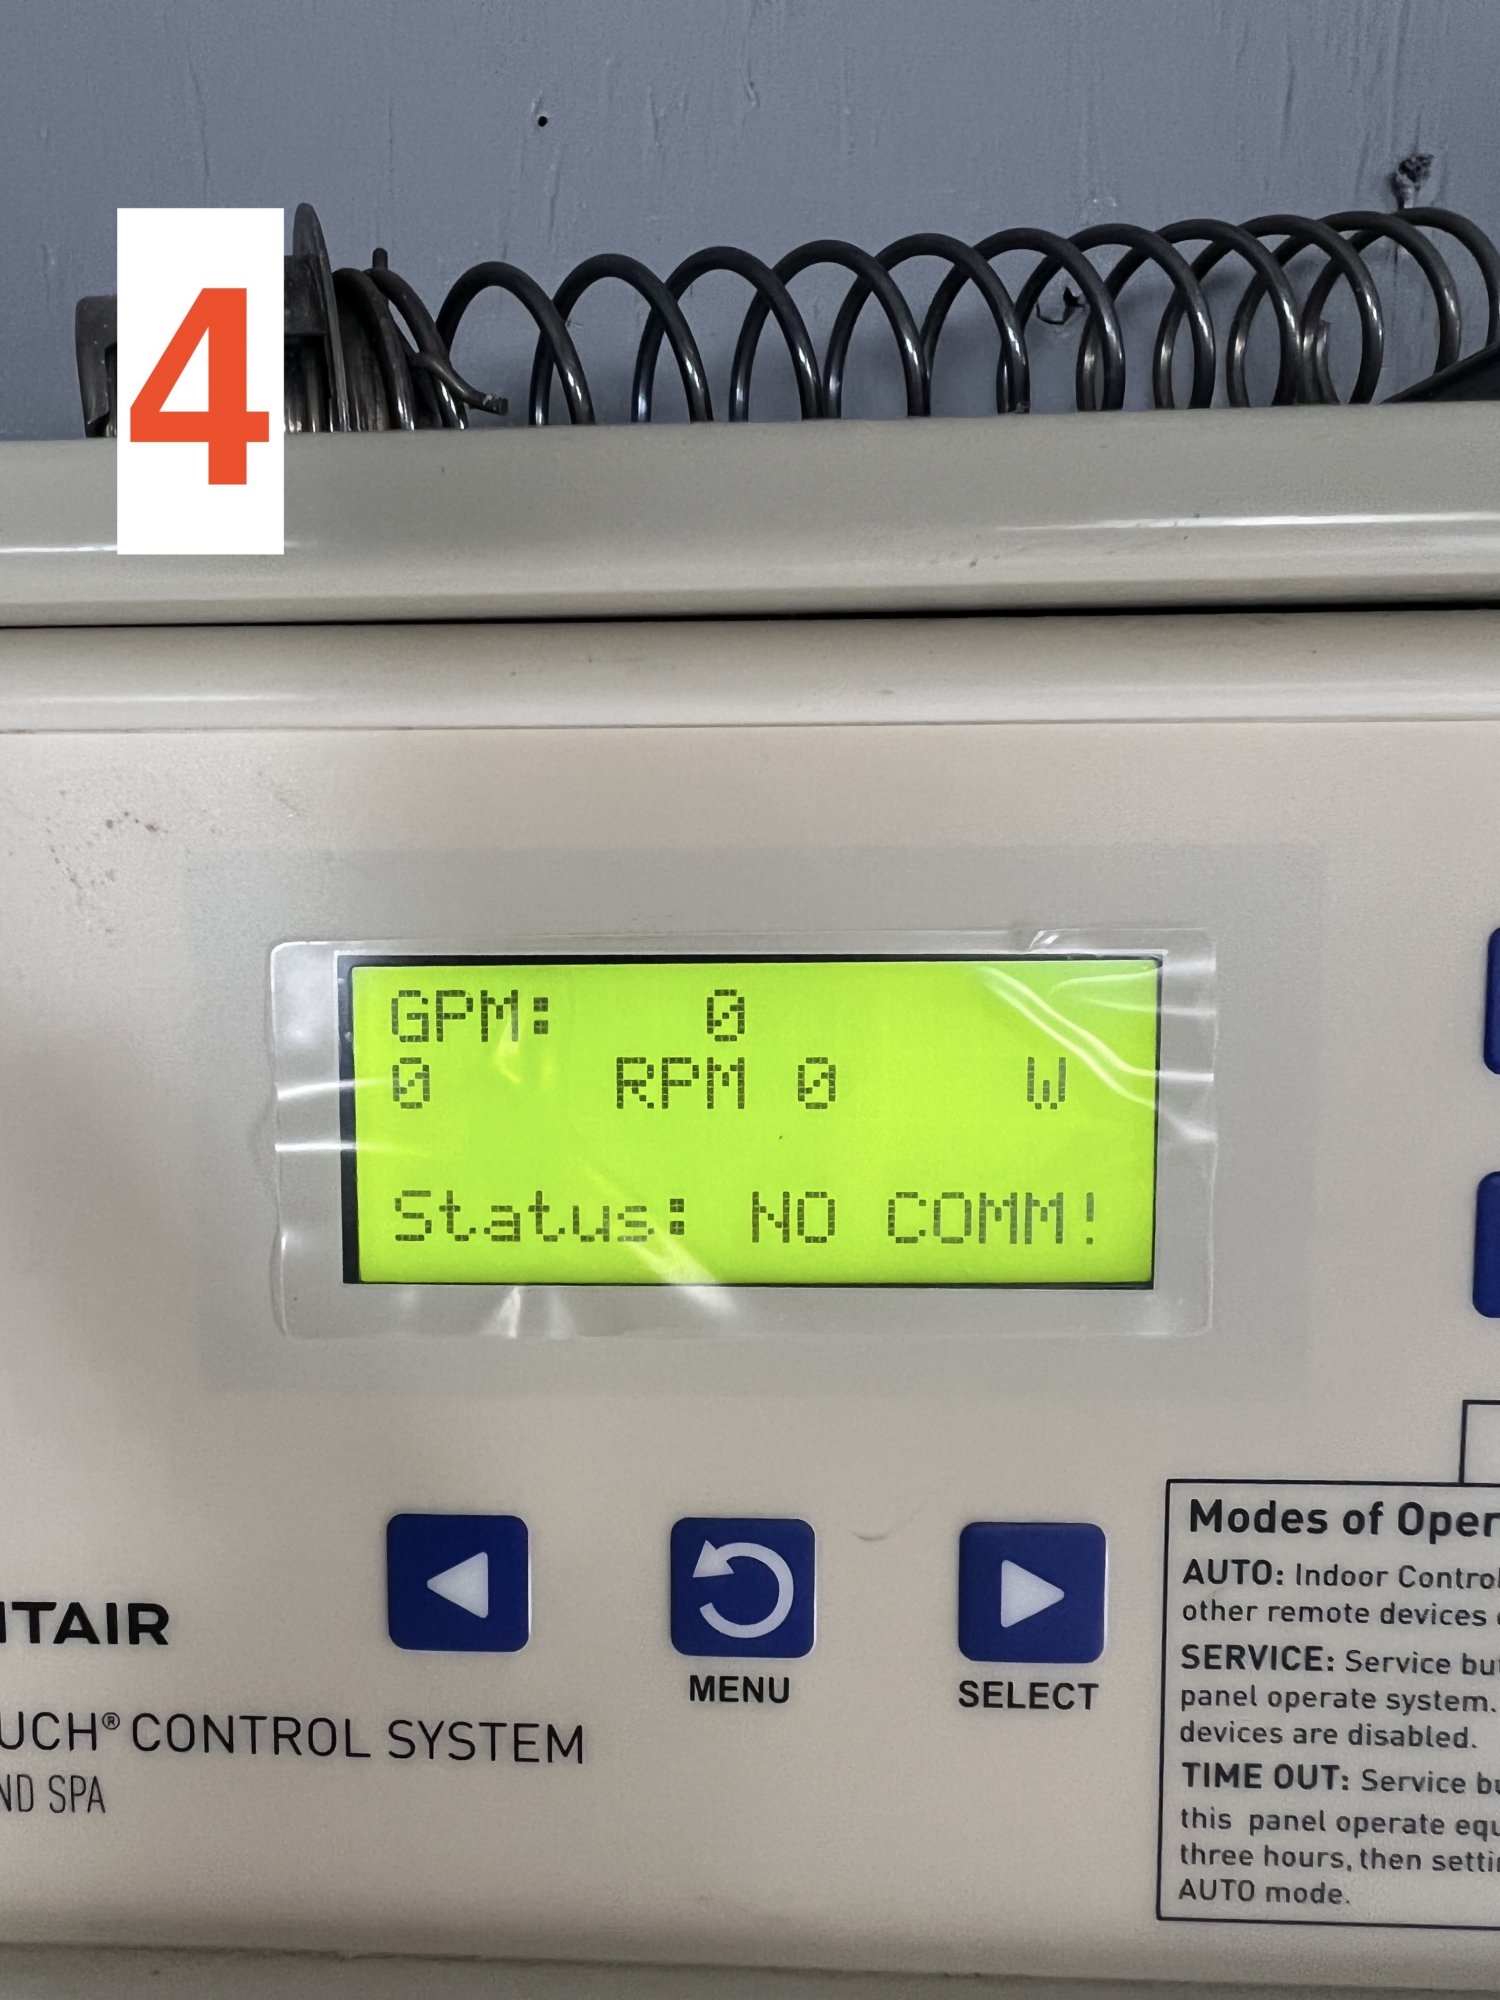 4
GPM: 0
0 RPM 0 W
Status: NO COMM!
MENU
SELECT
NTAIR
UCH® CONTROL SYSTEM
ND SPA
Modes of Oper
AUTO: Indoor Control
other remote devices
SERVICE: Service but
panel operate system.
devices are disabled.
TIME OUT: Service bu
this panel operate equ
three hours, then settin
AUTO mode.